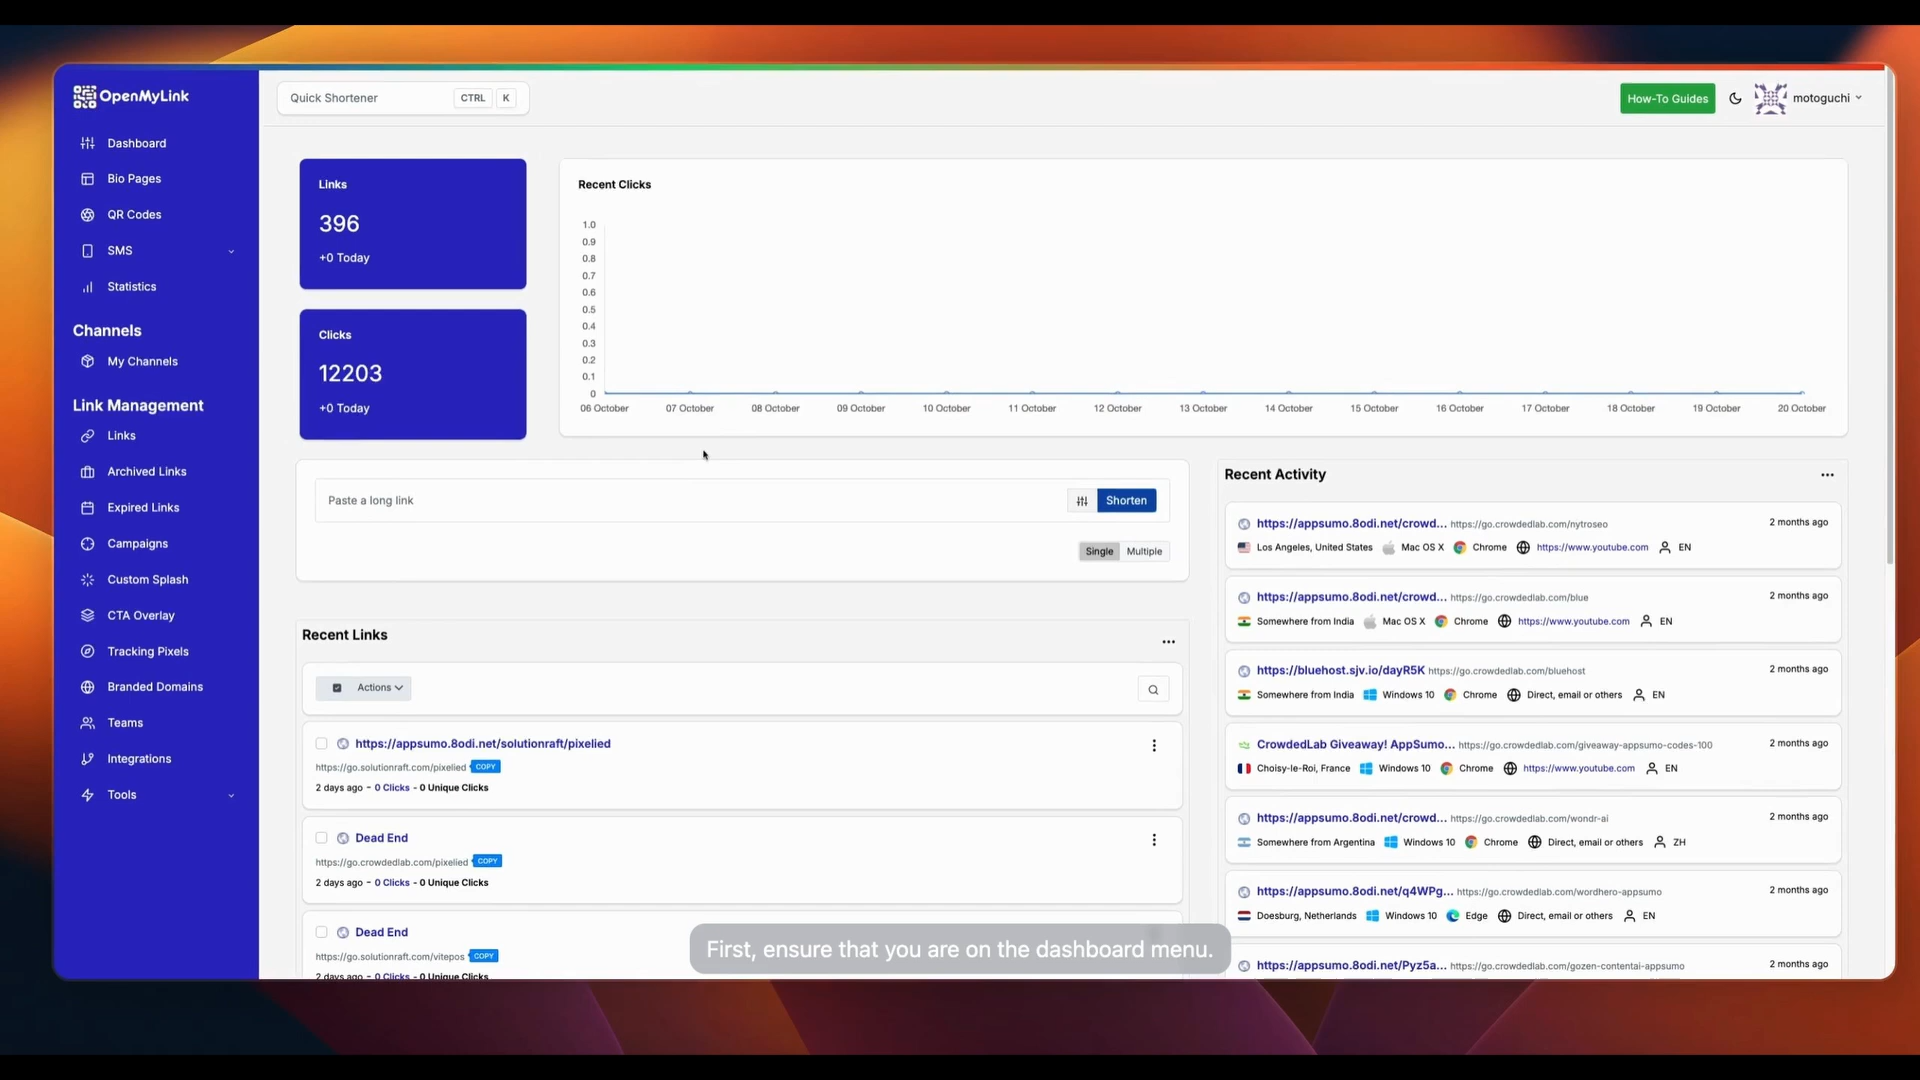 OpenMyLink
Quick Shortener CTRL K
How-To Guides
motoguchi
Dashboard
Bio Pages
QR Codes
SMS
Statistics
Channels
My Channels
Link Management
Links
Archived Links
Expired Links
Campaigns
Custom Splash
CTA Overlay
Tracking Pixels
Branded Domains
Teams
Integrations
Tools
Links
396
+0 Today
Clicks
12203
+0 Today
Recent Clicks
1.0
0.9
0.8
0.7
0.6
0.5
0.4
0.3
0.2
0.1
0
06 October 07 October 08 October 09 October 10 October 11 October 12 October 13 October 14 October 15 October 16 October 17 October 18 October 19 October 20 October
Paste a long link
Shorten
Single Multiple
Recent Links
Actions
https://appsumo.8odi.net/solutionraft/pixelied
https://go.solutionraft.com/pixelied COPY
2 days ago - 0 Clicks - 0 Unique Clicks
Dead End
https://go.crowdedlab.com/pixelied COPY
2 days ago - 0 Clicks - 0 Unique Clicks
Dead End
https://go.solutionraft.com/vitepos COPY
2 days ago - 0 Clicks - 0 Unique Clicks
Recent Activity
https://appsumo.8odi.net/crowd... https://go.crowdedlab.com/nytroseo 2 months ago
Los Angeles, United States Mac OS X Chrome https://www.youtube.com EN
https://appsumo.8odi.net/crowd... https://go.crowdedlab.com/blue 2 months ago
Somewhere from India Mac OS X Chrome https://www.youtube.com EN
https://bluehost.sjv.io/dayR5K https://go.crowdedlab.com/bluehost 2 months ago
Somewhere from India Windows 10 Chrome Direct, email or others EN
CrowdedLab Giveaway! AppSumo... https://go.crowdedlab.com/giveaway-appsumo-codes-100 2 months ago
Choisy-le-Roi, France Windows 10 Chrome https://www.youtube.com EN
https://appsumo.8odi.net/crowd... https://go.crowdedlab.com/wondr-ai 2 months ago
Somewhere from Argentina Windows 10 Chrome Direct, email or others ZH
https://appsumo.8odi.net/q4WPg... https://go.crowdedlab.com/wordhero-appsumo 2 months ago
Doesburg, Netherlands Windows 10 Edge Direct, email or others EN
https://appsumo.8odi.net/Pyz5a... https://go.crowdedlab.com/gozen-contentai-appsumo 2 months ago
First, ensure that you are on the dashboard menu.